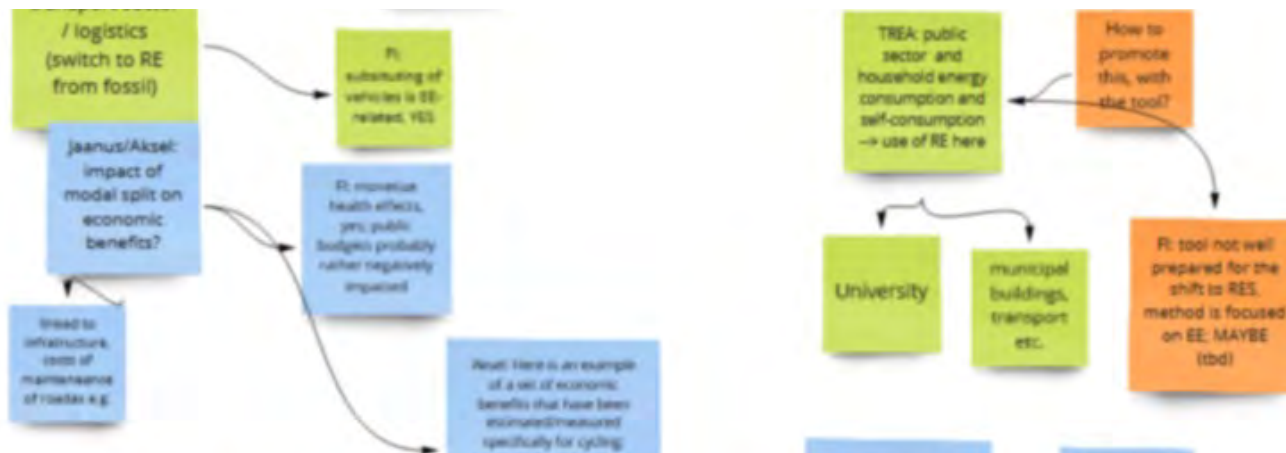 / logistics
(switch to RE
from fossil)
FI:
substituting of
vehicles is EE-
related, YES
Jaanus/Aksel:
impact of
modal split on
economic
benefits?
FI: monetize
health effects,
yes; public
budgets probably
rather negatively
impacted
infrastructure,
costs of
maintenance
of roadas e.g.
Here is an example
of a set of economic
benefits that have been
estimated/measured
specifically for cycling:
TREA: public
sector and
household energy
consumption and
self-consumption
--> use of RE here
How to
promote
this, with
the tool?
University
municipal
buildings,
transport
etc.
FI: tool not well
prepared for the
shift to RES,
method is focused
on EE; MAYBE
(tbd)